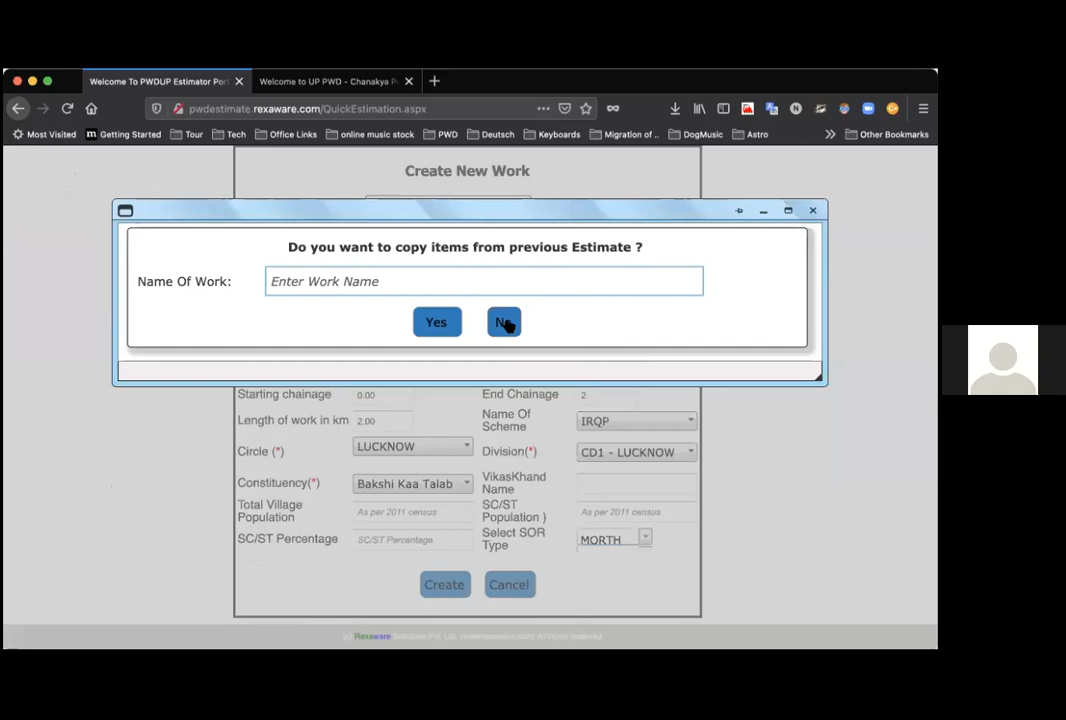 Welcome To PWDUP Estimator Por
Welcome to UP PWD - Chanakya P
pwdestimate.rexaware.com/QuickEstimation.aspx
Most Visited Getting Started Tour Tech Office Links online music stock PWD Deutsch Keyboards Migration of .. DogMusic Astro Other Bookmarks
Create New Work
Do you want to copy items from previous Estimate ?
Name Of Work: Enter Work Name
Yes No
Starting chainage 0.00 End Chainage 2
Length of work in km 2.00 Name Of Scheme IRQP
Circle (*) LUCKNOW Division(*) CD1 - LUCKNOW
Constituency(*) Bakshi Kaa Talab VikasKhand Name
Total Village Population As per 2011 census SC/ST Population ) As per 2011 census
SC/ST Percentage SC/ST Percentage Select SOR Type MORTH
Create Cancel
Rexaware